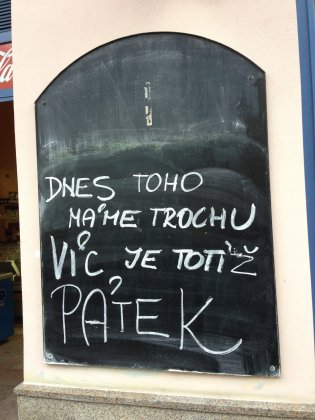 DNES TOHO
MÁME TROCHU
VÍC JE TOTIŽ
PÁTEK